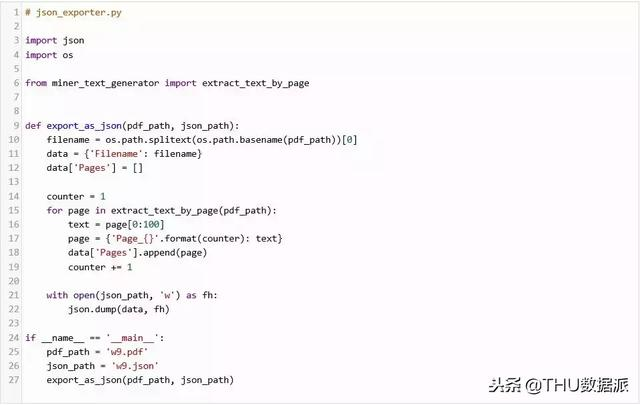 1 # json_exporter.py
2
3 import json
4 import os
5
6 from miner_text_generator import extract_text_by_page
7
8
9 def export_as_json(pdf_path, json_path):
10     filename = os.path.splitext(os.path.basename(pdf_path))[0]
11     data = {'Filename': filename}
12     data['Pages'] = []
13
14     counter = 1
15     for page in extract_text_by_page(pdf_path):
16         text = page[0:100]
17         page = {'Page_{}'.format(counter): text}
18         data['Pages'].append(page)
19         counter += 1
20
21     with open(json_path, 'w') as fh:
22         json.dump(data, fh)
23
24 if __name__ == '__main__':
25     pdf_path = 'w9.pdf'
26     json_path = 'w9.json'
27     export_as_json(pdf_path, json_path)
头条 @THU数据派